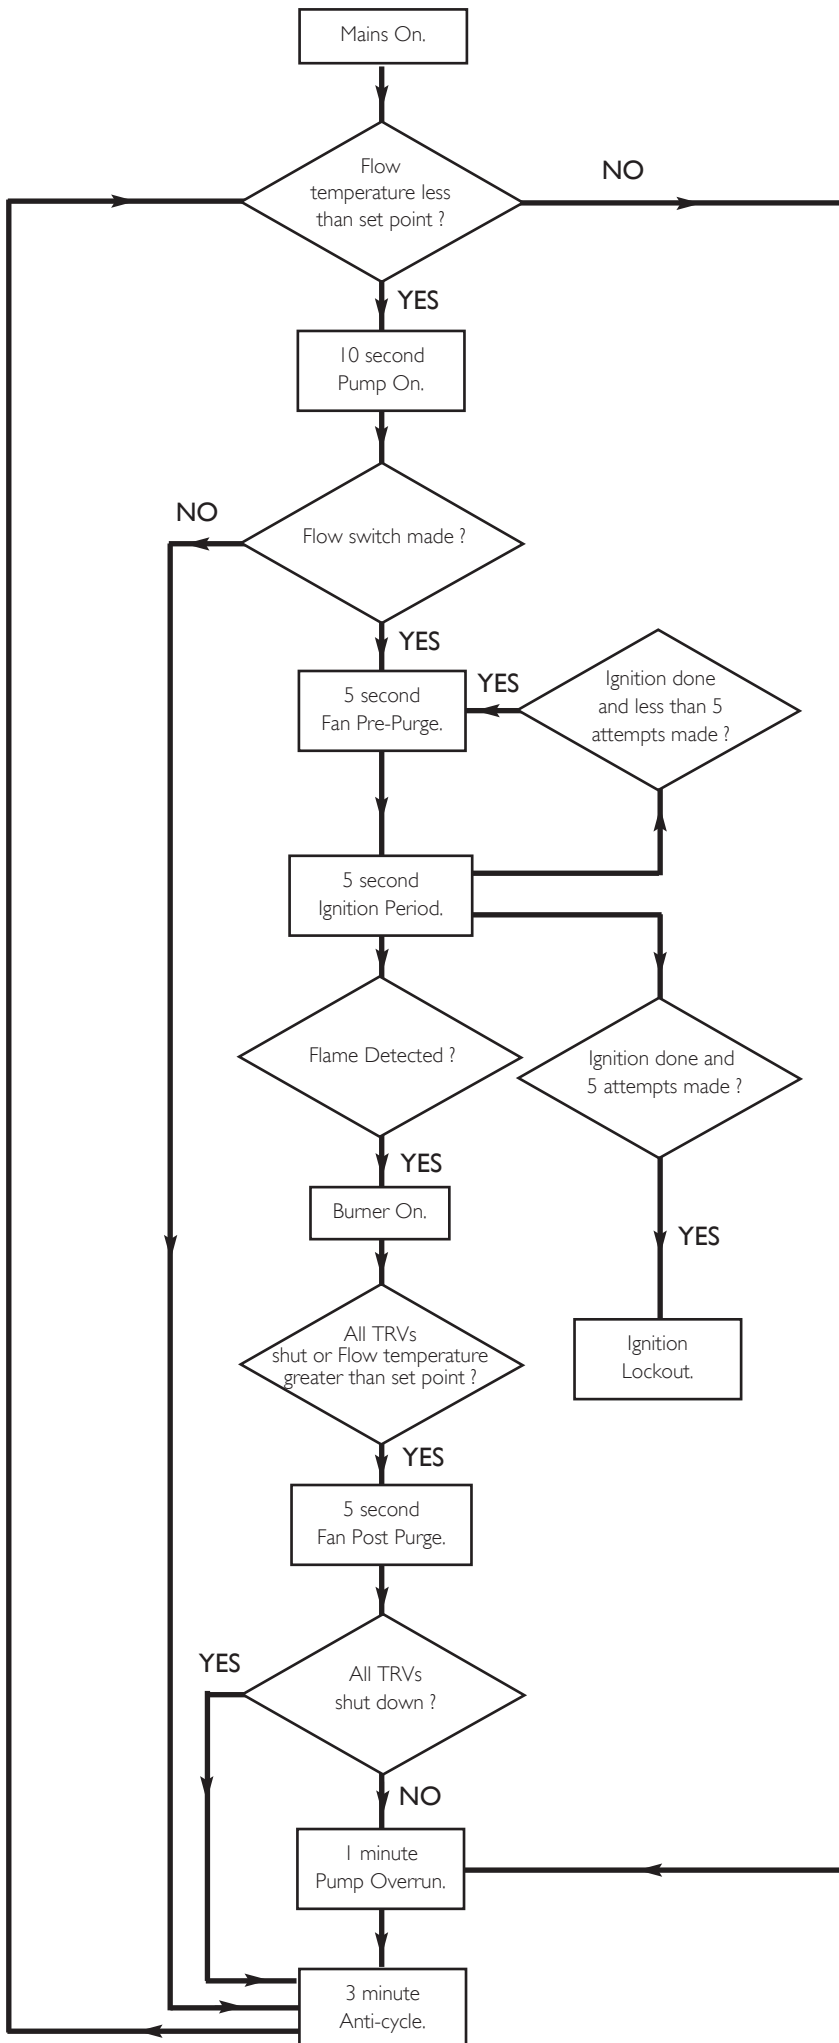 Mains On.
Flow
temperature less
than set point ?
NO
YES
10 second
Pump On.
NO
Flow switch made ?
YES
5 second
Fan Pre-Purge.
YES
Ignition done
and less than 5
attempts made ?
5 second
Ignition Period.
Flame Detected ?
Ignition done and
5 attempts made ?
YES
Burner On.
YES
All TRVs
shut or Flow temperature
greater than set point ?
Ignition
Lockout.
YES
5 second
Fan Post Purge.
YES
All TRVs
shut down ?
NO
1 minute
Pump Overrun.
3 minute
Anti-cycle.